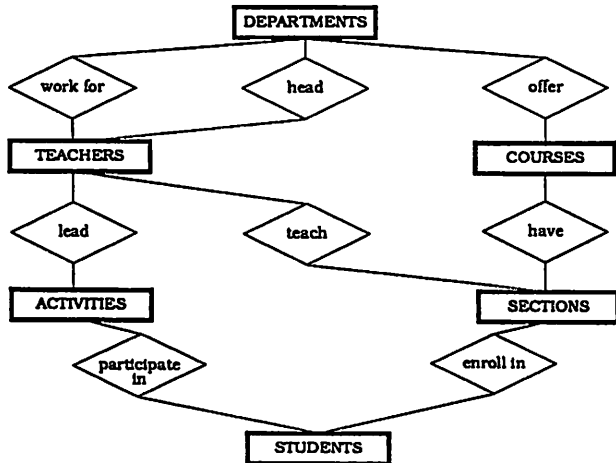 DEPARTMENTS
work for
head
offer
TEACHERS
COURSES
lead
teach
have
ACTIVITIES
SECTIONS
participate
in
enroll in
STUDENTS